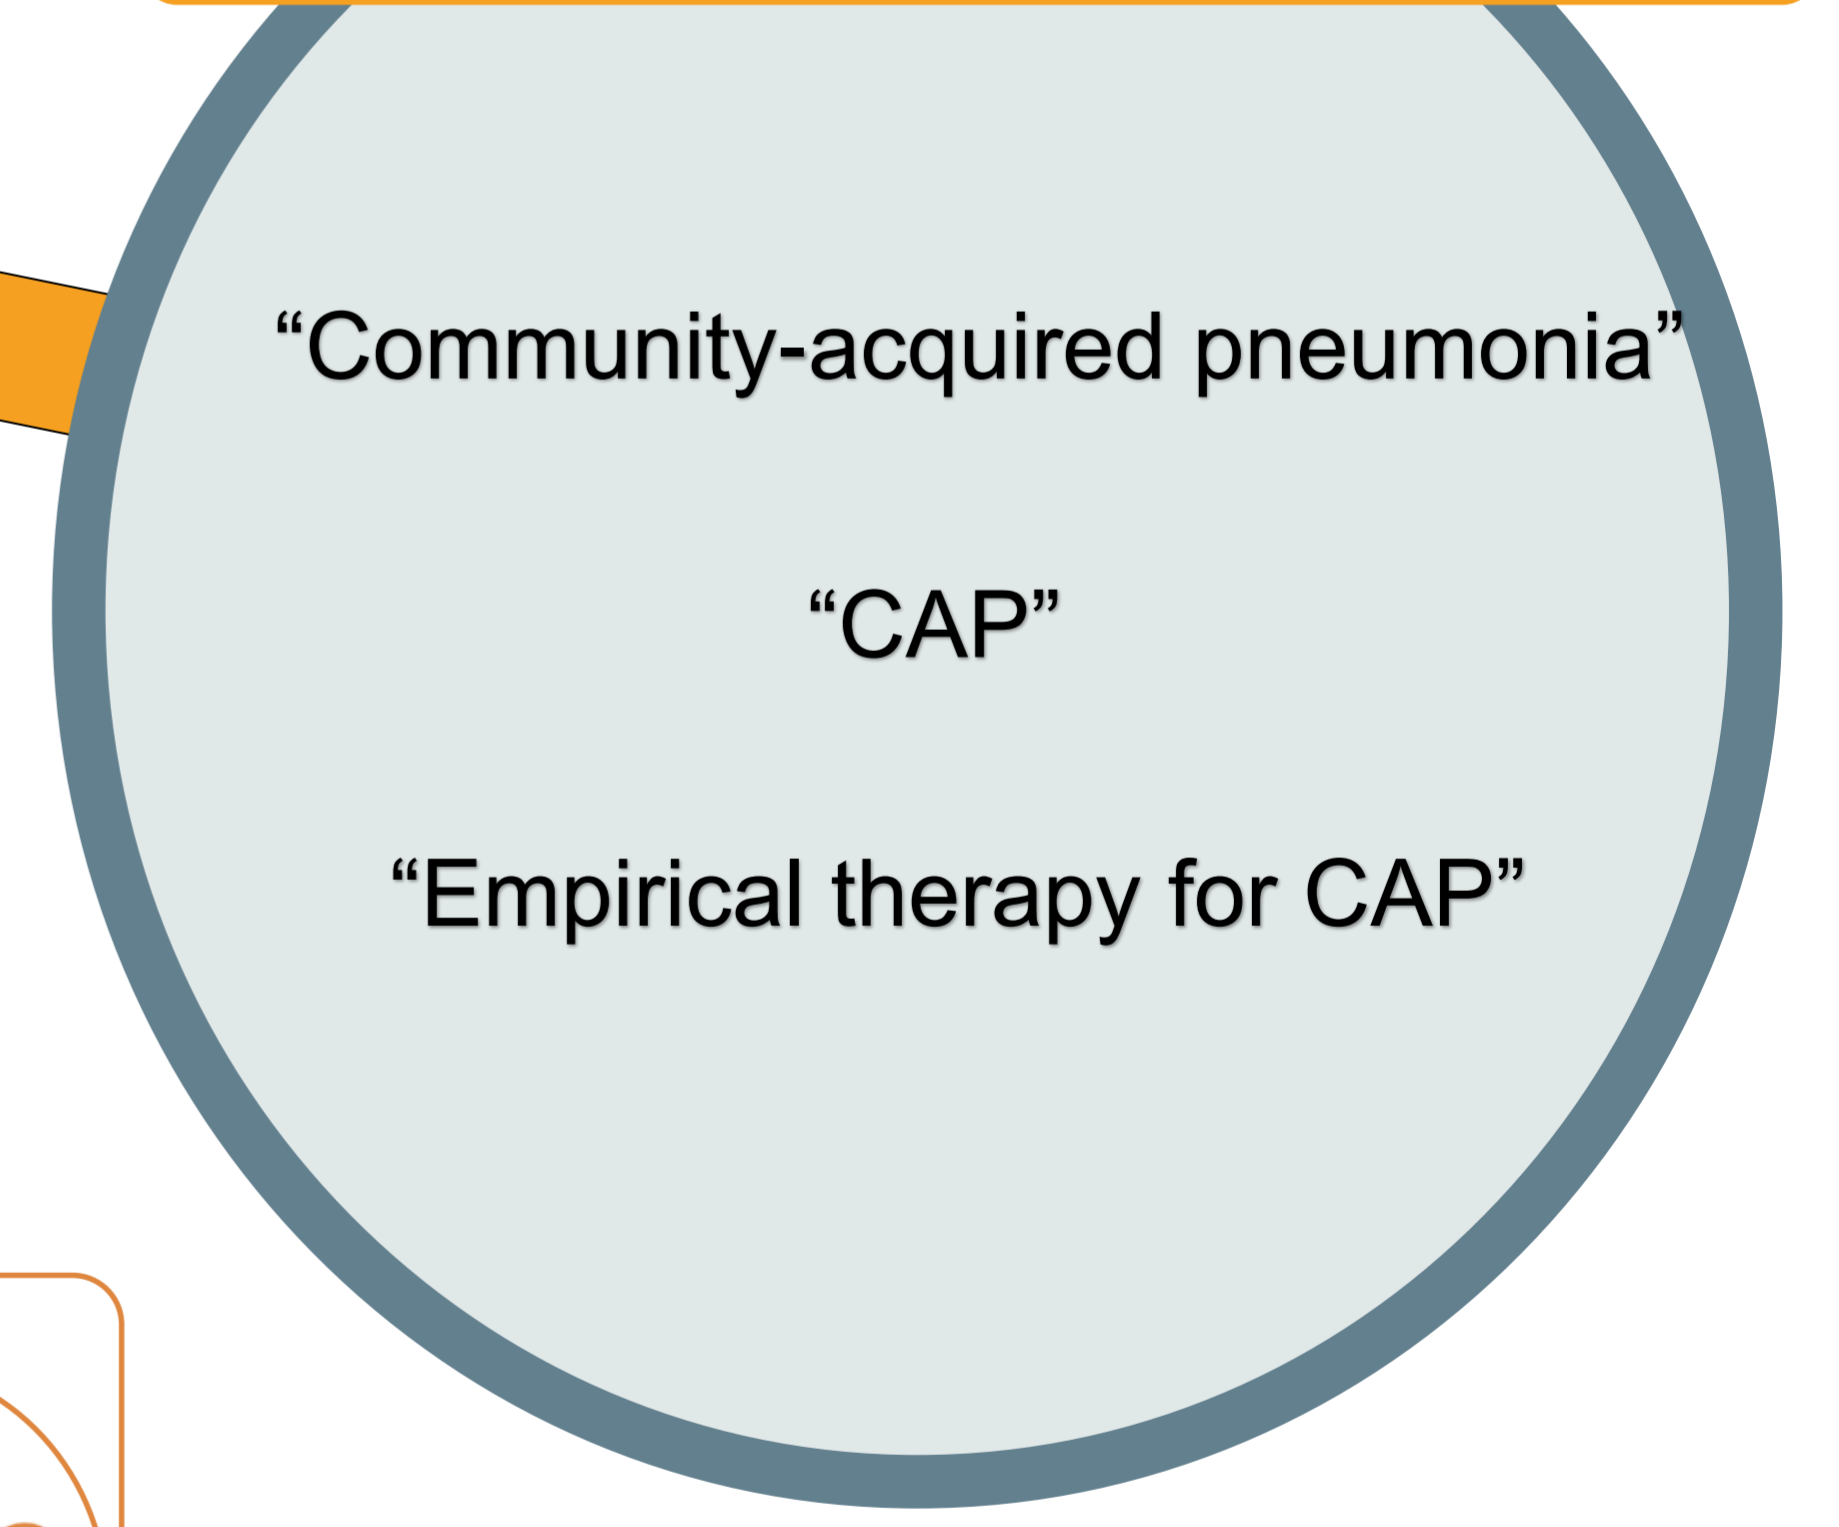 “Community-acquired pneumonia”
“CAP”
“Empirical therapy for CAP”